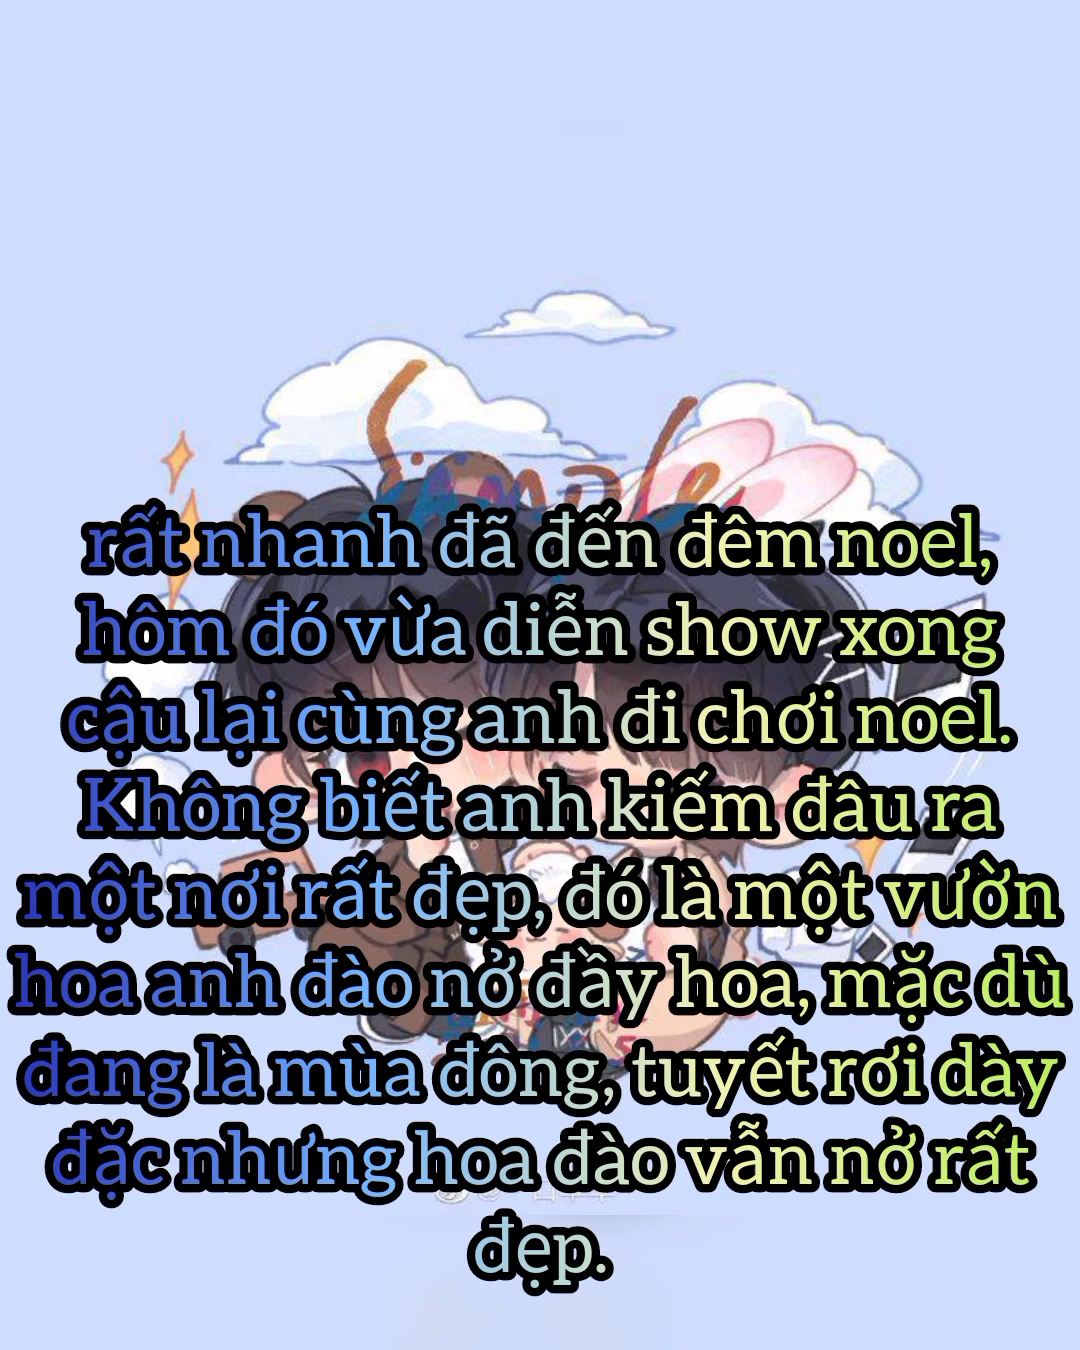 Simple
rất nhanh đã đến đêm noel,
hôm đó vừa diễn show xong
cậu lại cùng anh đi chơi noel.
Không biết anh kiếm đâu ra
một nơi rất đẹp, đó là một vườn
hoa anh đào nở đầy hoa, mặc dù
đang là mùa đông, tuyết rơi dày
đặc nhưng hoa đào vẫn nở rất
đẹp.